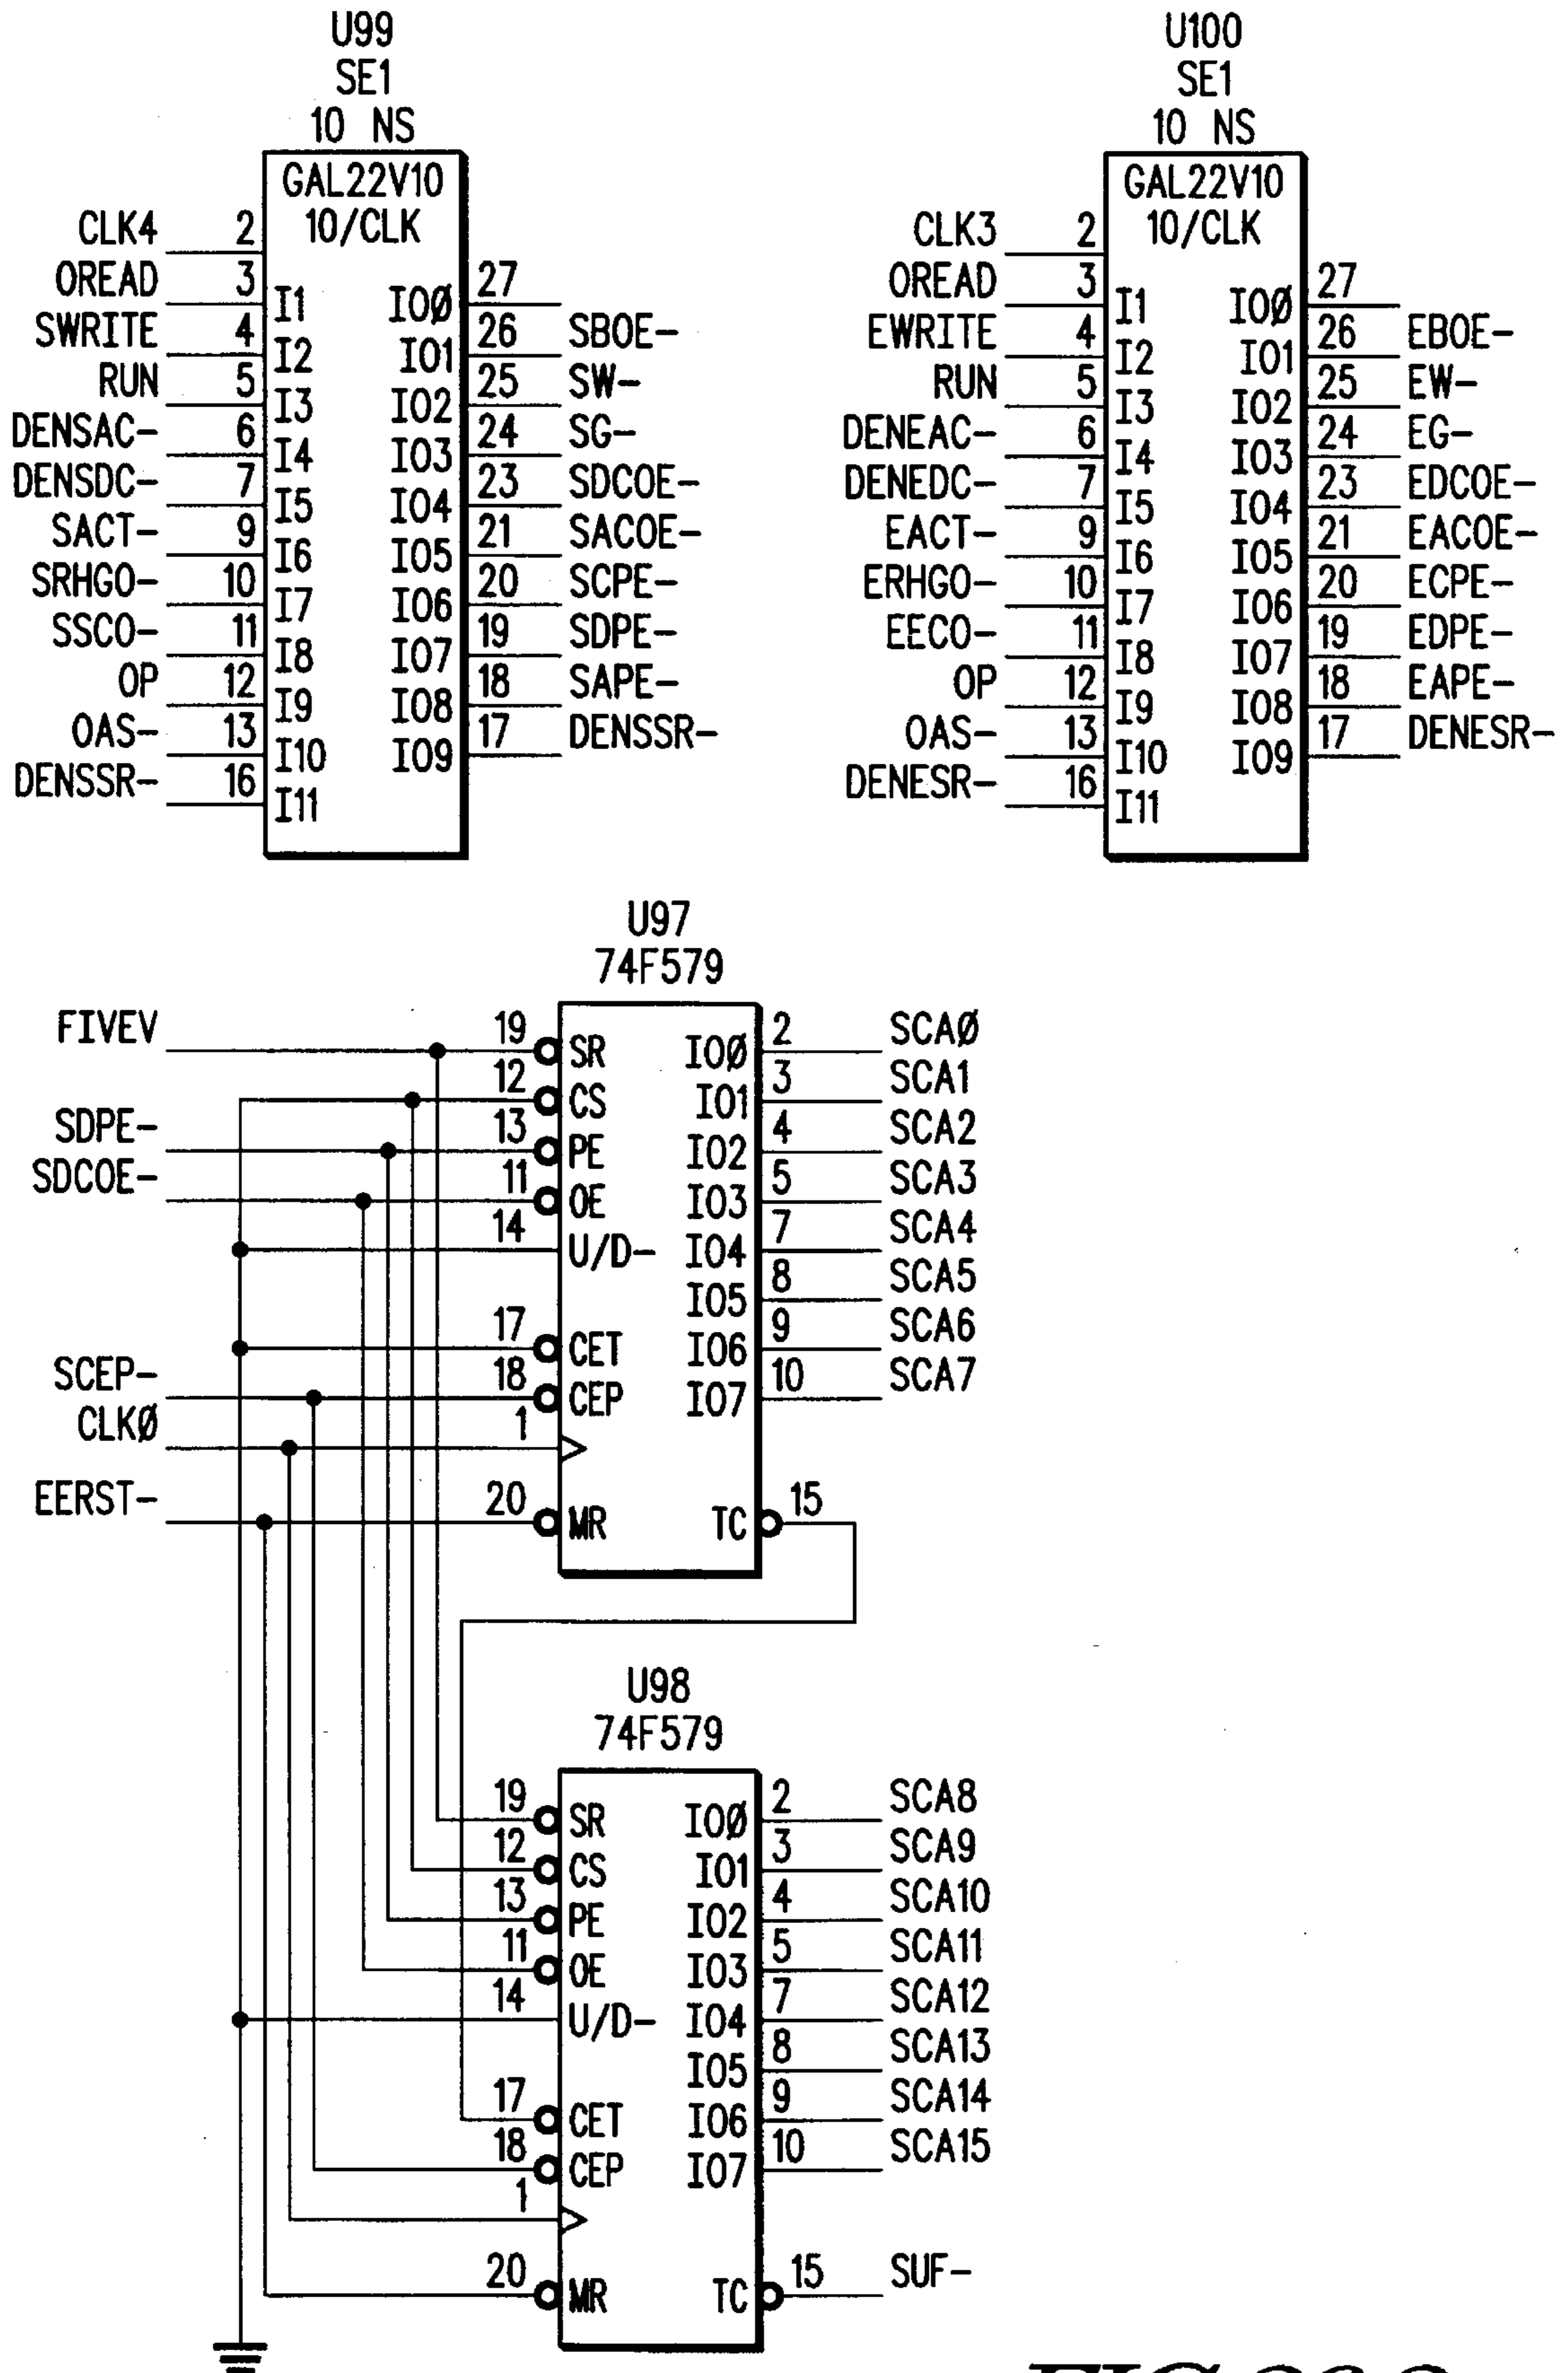 U99
SE1
10 NS
GAL22V10
10/CLK
CLK4 2
OREAD 3 I1 IOØ 27
SWRITE 4 I2 IO1 26 SBOE-
RUN 5 I3 IO2 25 SW-
DENSAC- 6 I4 IO3 24 SG-
DENSDC- 7 I5 IO4 23 SDCOE-
SACT- 9 I6 IO5 21 SACOE-
SRHGO- 10 I7 IO6 20 SCPE-
SSCO- 11 I8 IO7 19 SDPE-
OP 12 I9 IO8 18 SAPE-
OAS- 13 I10 IO9 17 DENSSR-
DENSSR- 16 I11
U100
SE1
10 NS
GAL22V10
10/CLK
CLK3 2
OREAD 3 I1 IOØ 27
EWRITE 4 I2 IO1 26 EBOE-
RUN 5 I3 IO2 25 EW-
DENEAC- 6 I4 IO3 24 EG-
DENEDC- 7 I5 IO4 23 EDCOE-
EACT- 9 I6 IO5 21 EACOE-
ERHGO- 10 I7 IO6 20 ECPE-
EECO- 11 I8 IO7 19 EDPE-
OP 12 I9 IO8 18 EAPE-
OAS- 13 I10 IO9 17 DENESR-
DENESR- 16 I11
U97
74F579
FIVEV 19 SR IOØ 2 SCAØ
12 CS IO1 3 SCA1
SDPE- 13 PE IO2 4 SCA2
SDCOE- 11 OE IO3 5 SCA3
14 U/D- IO4 7 SCA4
IO5 8 SCA5
17 CET IO6 9 SCA6
SCEP- 18 CEP IO7 10 SCA7
CLKØ 1
EERST- 20 MR TC 15
U98
74F579
19 SR IOØ 2 SCA8
12 CS IO1 3 SCA9
13 PE IO2 4 SCA10
11 OE IO3 5 SCA11
14 U/D- IO4 7 SCA12
IO5 8 SCA13
17 CET IO6 9 SCA14
18 CEP IO7 10 SCA15
1
20 MR TC 15 SUF-